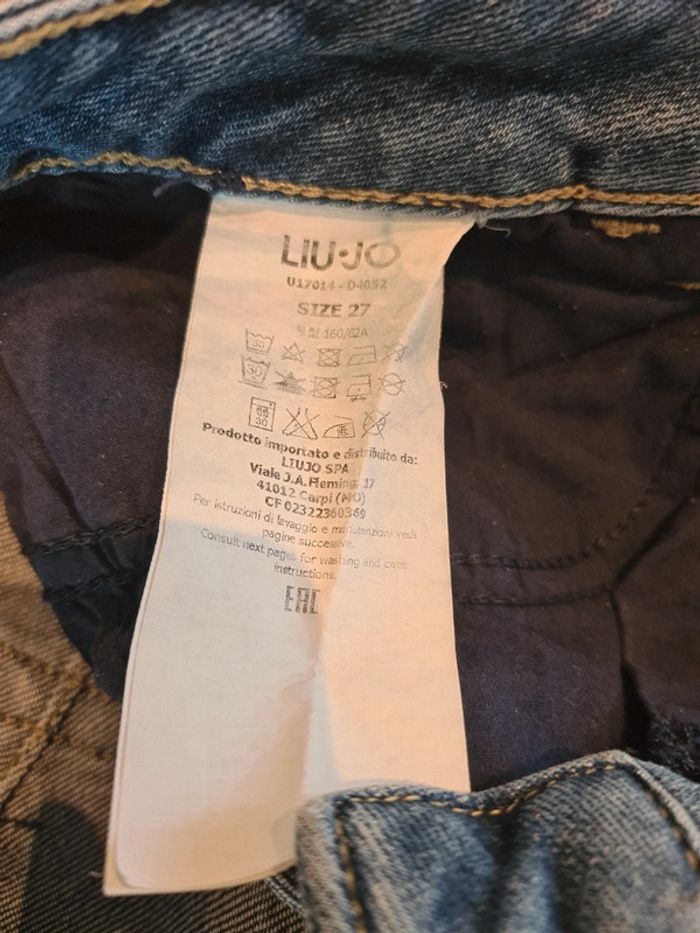 LIU·JO
U17014 - D4052
SIZE 27
160/62A
Prodotto importato e distribuito da:
LIUJO SPA
Viale J.A.Fleming, 17
41012 Carpi (MO)
CF 02322360369
Per istruzioni di lavaggio e manutenzioni vedi
pagine successive.
Consult next pages for washing and care
instructions.
EAC